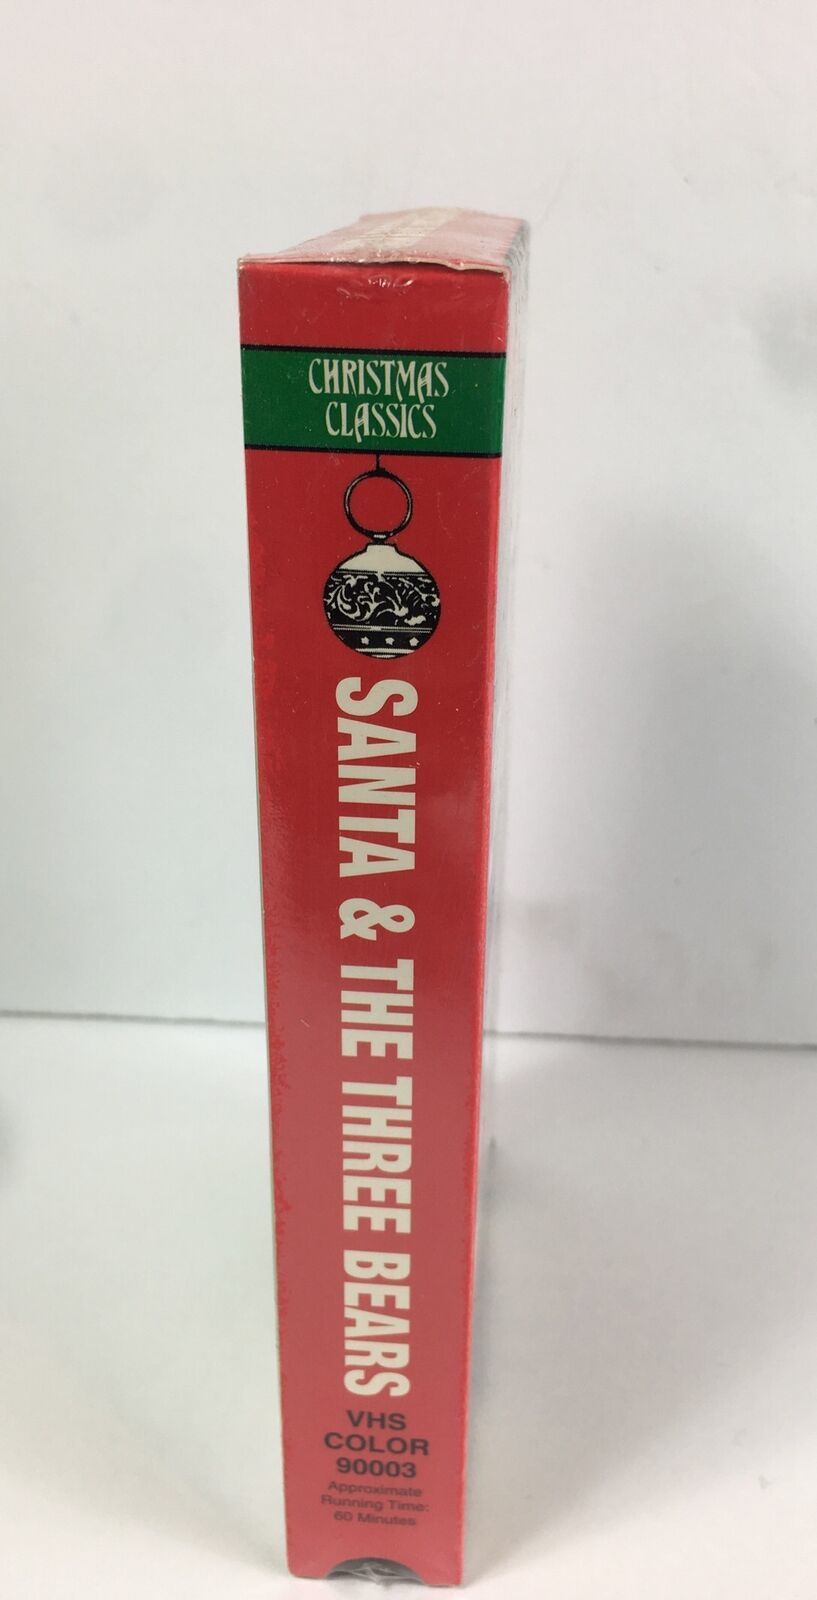 CHRISTMAS
CLASSICS
SANTA & THE THREE BEARS
VHS
COLOR
90003
Approximate
Running Time:
60 Minutes